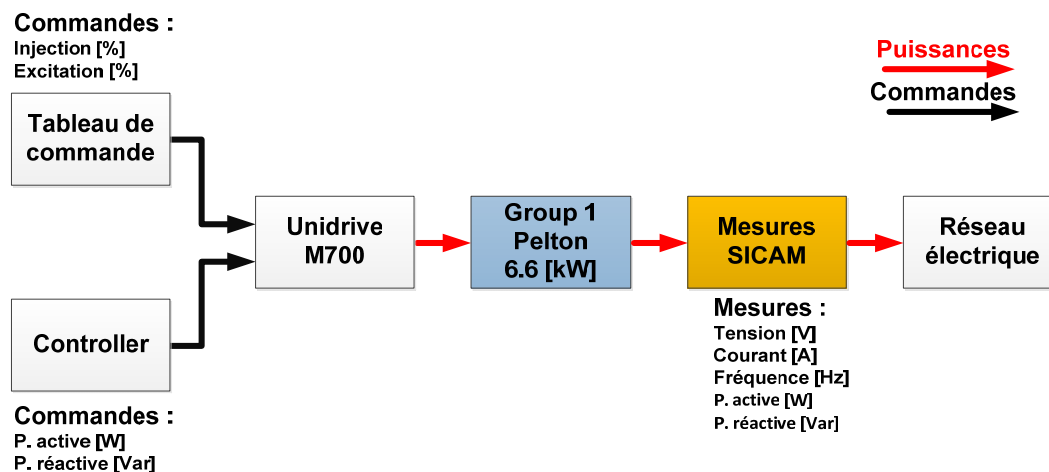 Commandes :
Injection [%]
Excitation [%]
Puissances
Commandes
Tableau de
commande
Unidrive
M700
Group 1
Pelton
6.6 [kW]
Mesures
SICAM
Réseau
électrique
Controller
Mesures :
Tension [V]
Courant [A]
Fréquence [Hz]
P. active [W]
P. réactive [Var]
Commandes :
P. active [W]
P. réactive [Var]